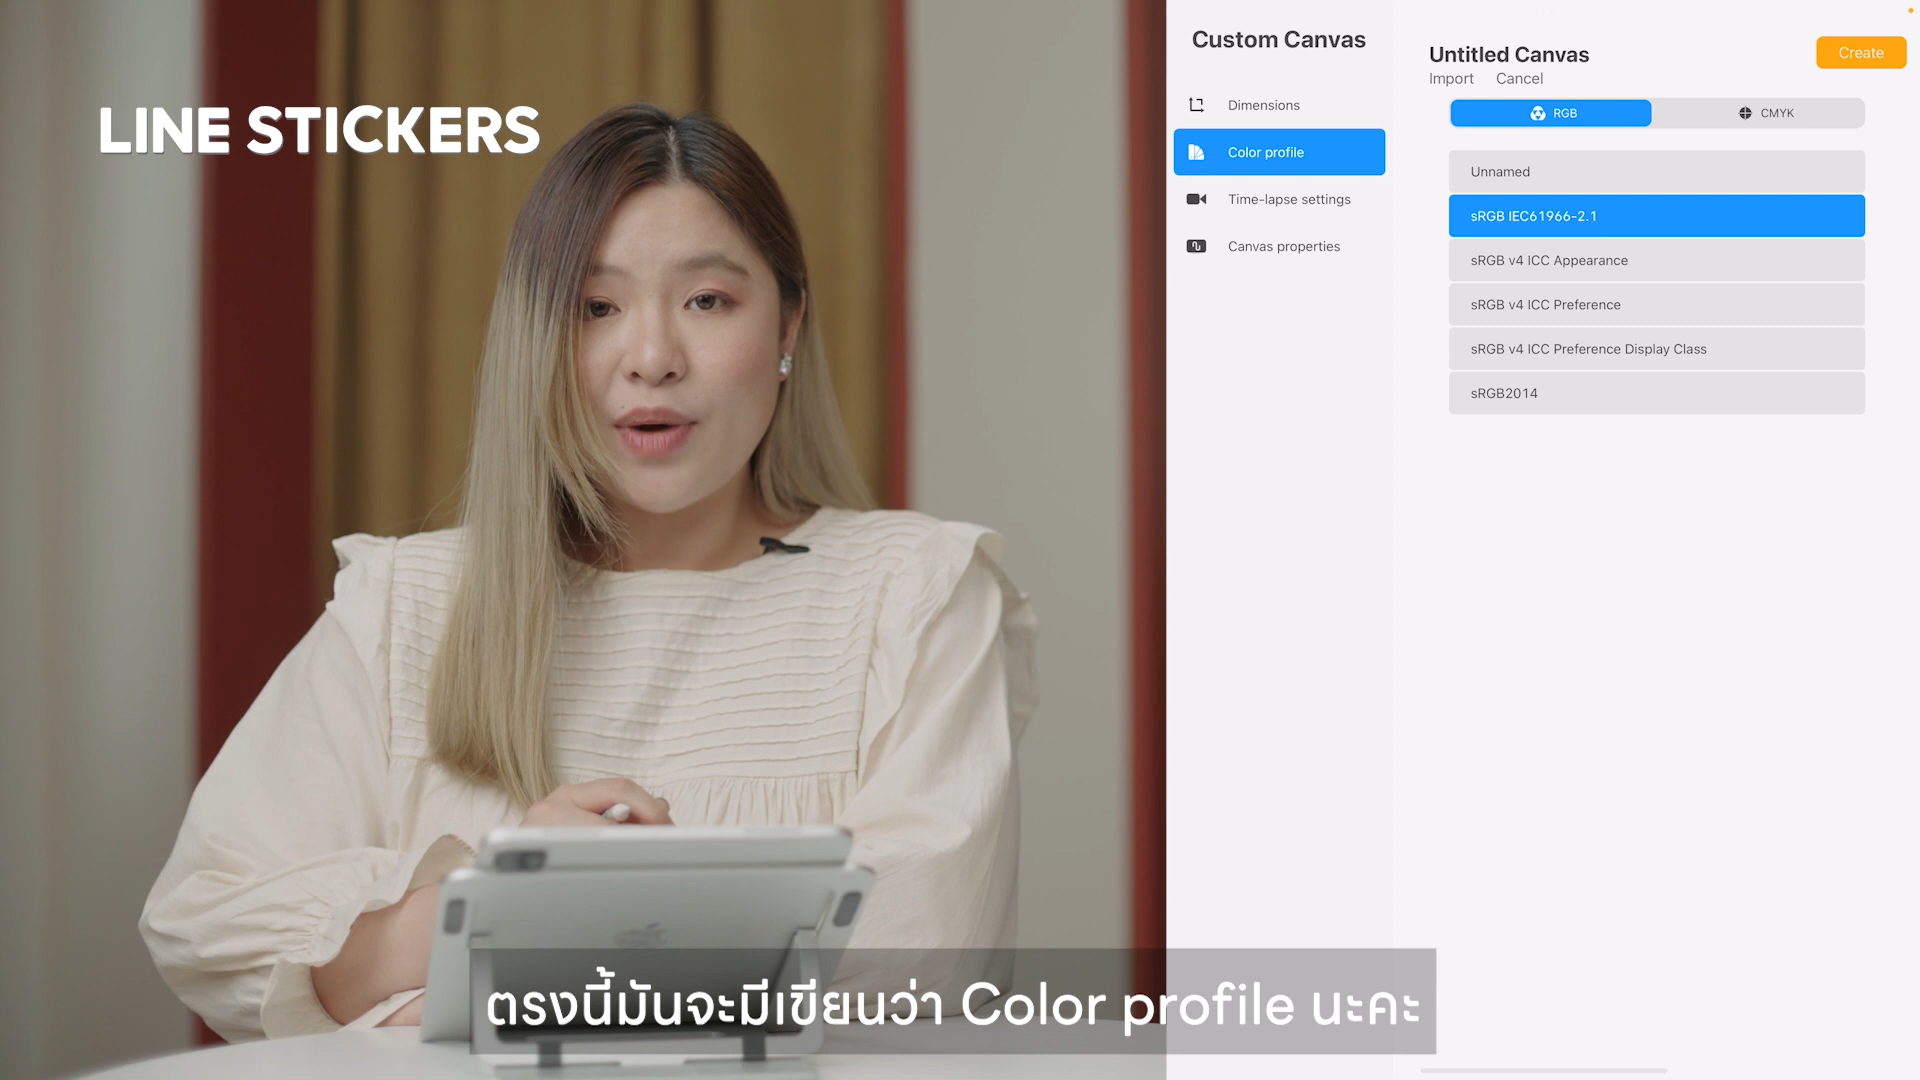 LINE STICKERS
Custom Canvas
Dimensions
Color profile
Time-lapse settings
Canvas properties
Untitled Canvas
Import Cancel
Create
RGB CMYK
Unnamed
sRGB IEC61966-2.1
sRGB v4 ICC Appearance
sRGB v4 ICC Preference
sRGB v4 ICC Preference Display Class
sRGB2014
ตรงนี้มันจะมีเขียนว่า Color profile นะคะ